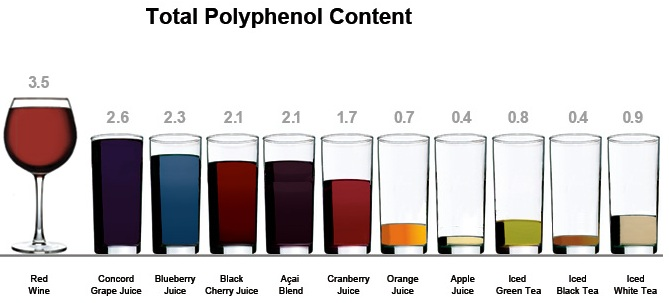 Total Polyphenol Content
3.5
2.6
2.3
2.1
2.1
1.7
0.7
0.4
0.8
0.4
0.9
Red
Wine
Concord
Grape Juice
Blueberry
Juice
Black
Cherry Juice
Açai
Blend
Cranberry
Juice
Orange
Juice
Apple
Juice
Iced
Green Tea
Iced
Black Tea
Iced
White Tea